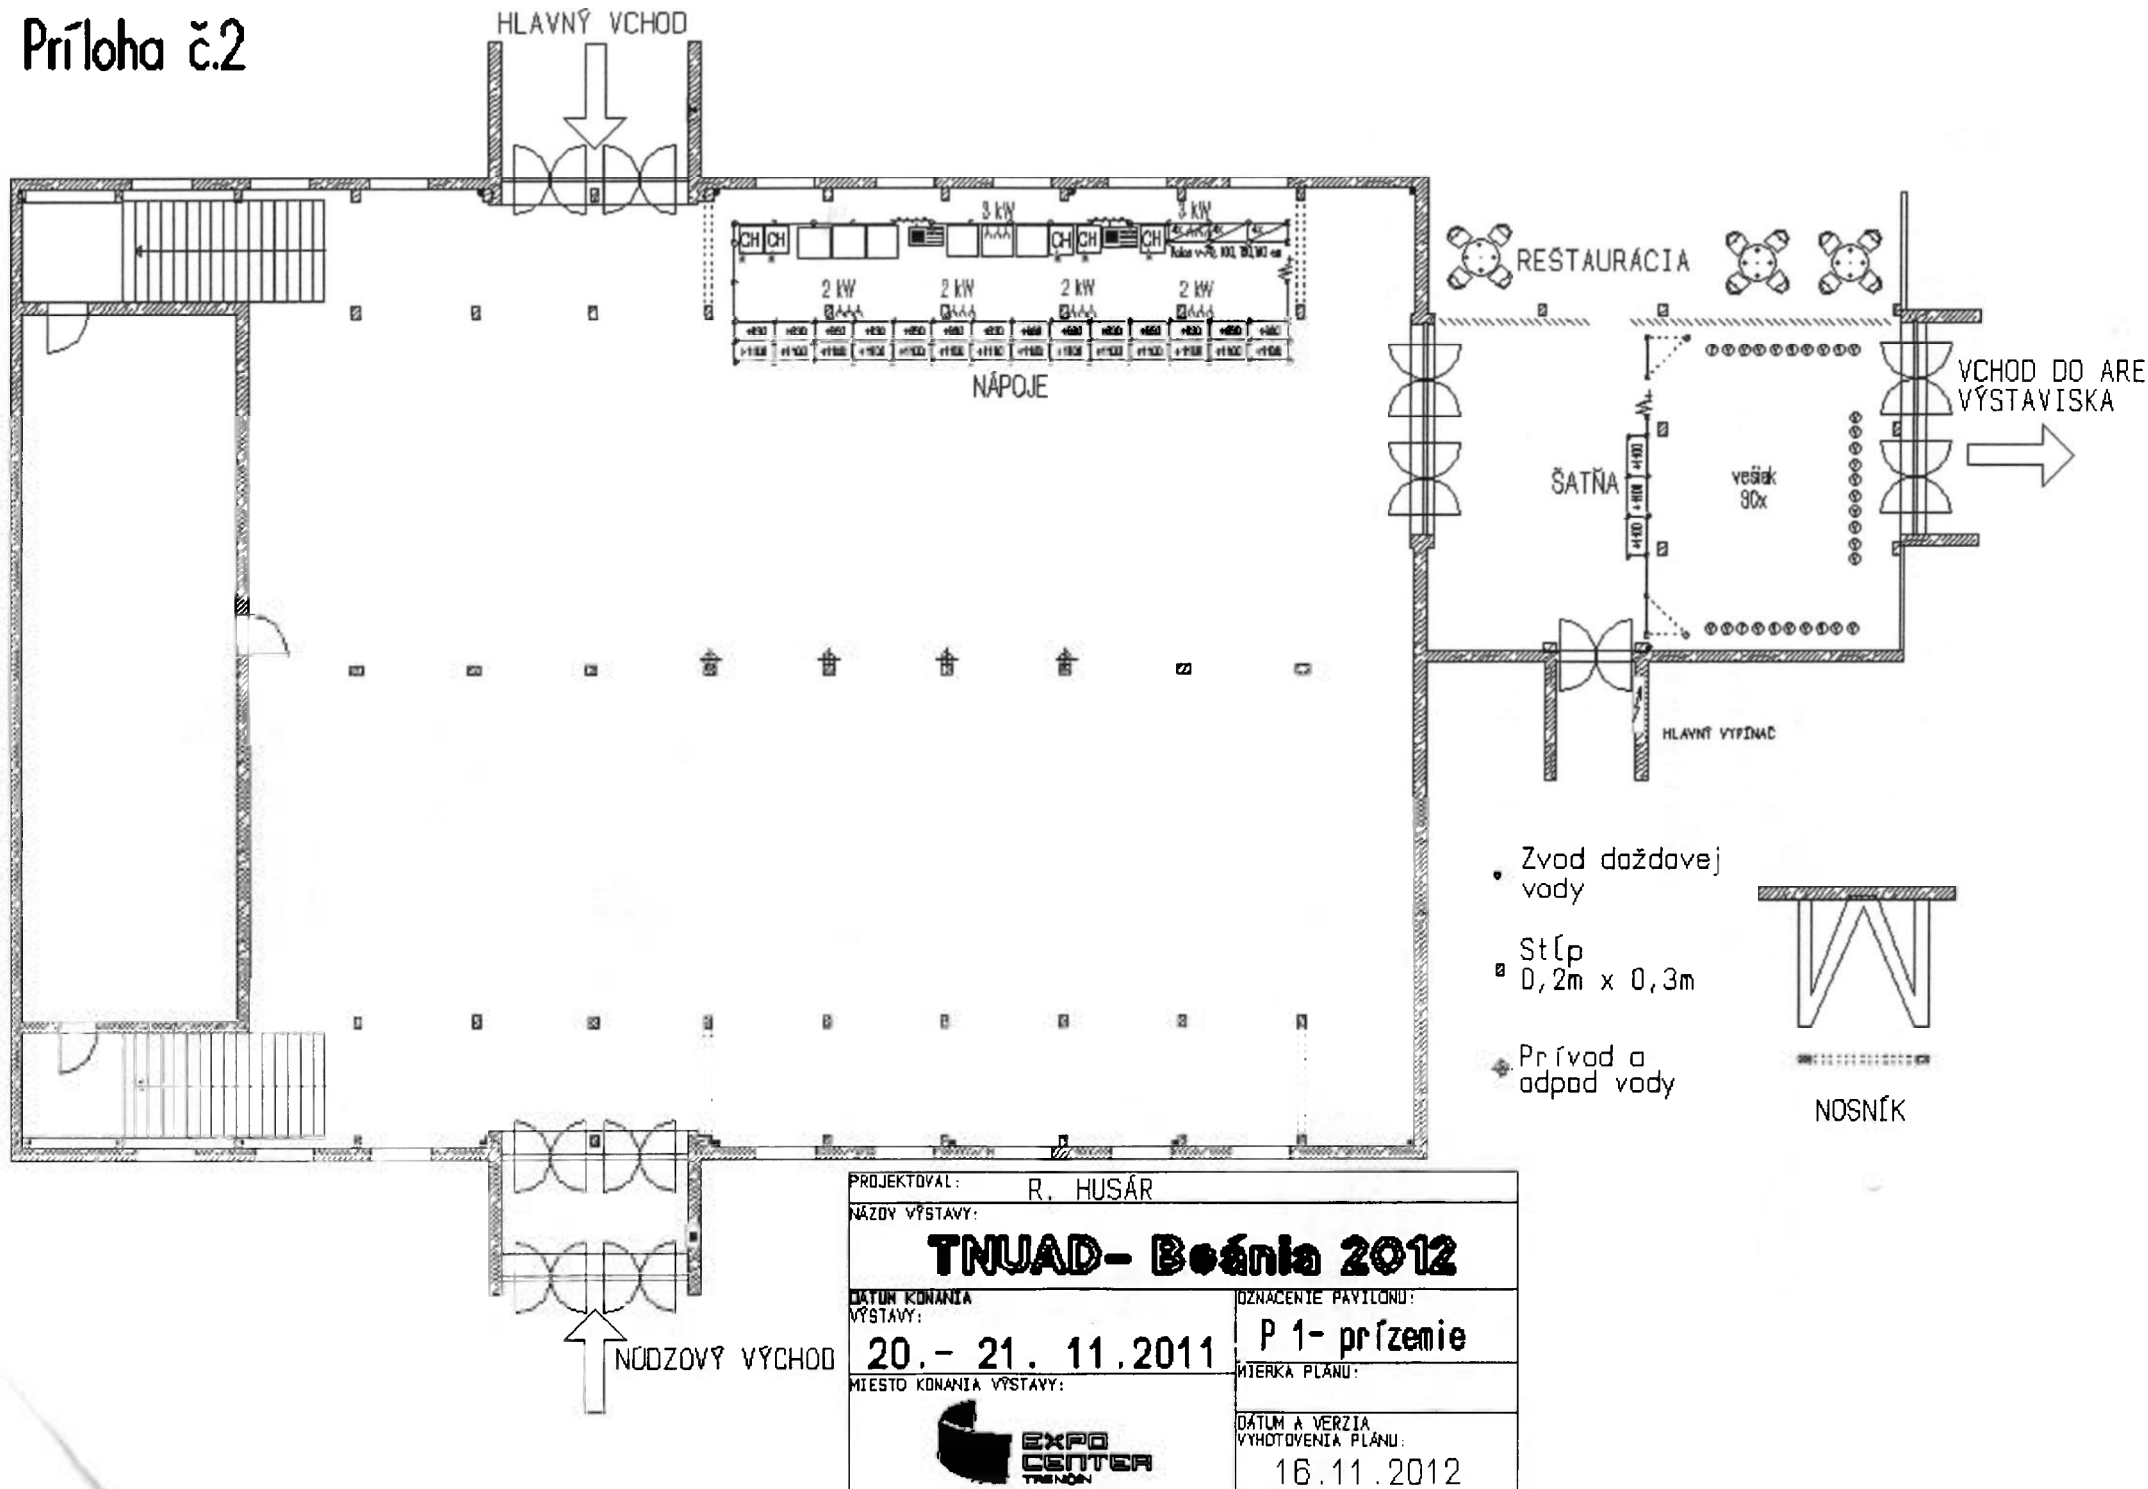 Príloha č.2
HLAVNÝ VCHOD
3 kW
3 kW
CH CH CH CH CH
2 kW 2 kW 2 kW 2 kW
NÁPOJE
REŠTAURÁCIA
VCHOD DO ARE
VÝSTAVISKA
ŠATŇA
vešiak
90x
+1100
+1100
+1100
HLAVNÝ VYPÍNAČ
Zvod daždovej
vody
Stĺp
0,2m x 0,3m
Prívod a
odpad vody
NOSNÍK
NÚDZOVÝ VÝCHOD
PROJEKTOVAL: R. HUSÁR
NÁZOV VÝSTAVY:
TNUAD- Beánia 2012
DÁTUM KONANIA
VÝSTAVY:
20.- 21. 11.2011
OZNAČENIE PAVILÓNU:
P 1- prízemie
MIERKA PLÁNU:
MIESTO KONANIA VÝSTAVY:
EXPO
CENTER
TRENČÍN
DÁTUM A VERZIA
VYHOTOVENIA PLÁNU:
16.11.2012